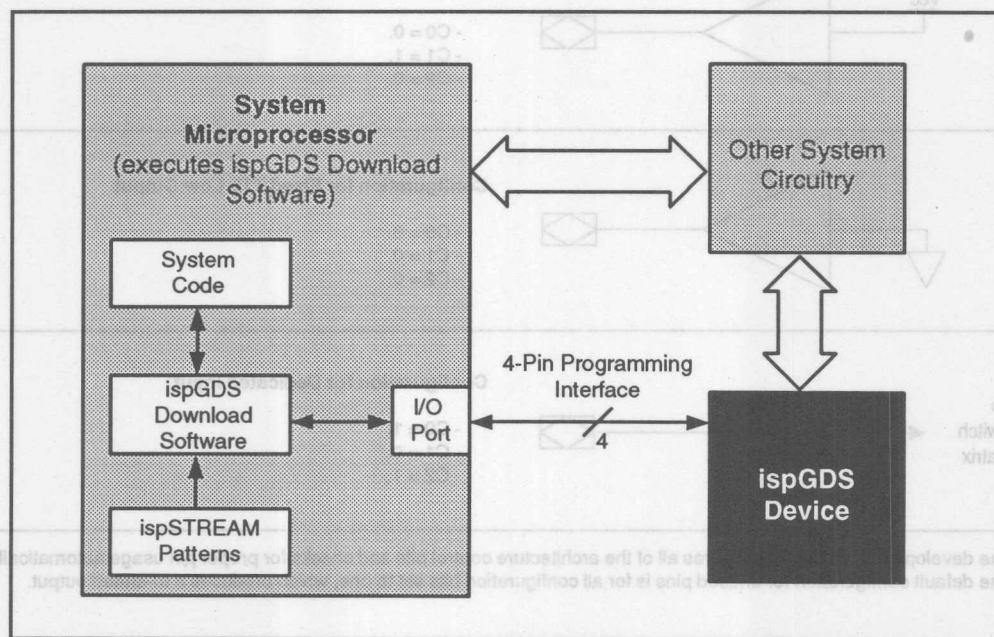 System
Microprocessor
(executes ispGDS Download
Software)
System
Code
ispGDS
Download
Software
ispSTREAM
Patterns
I/O
Port
4-Pin Programming
Interface
4
Other System
Circuitry
ispGDS
Device